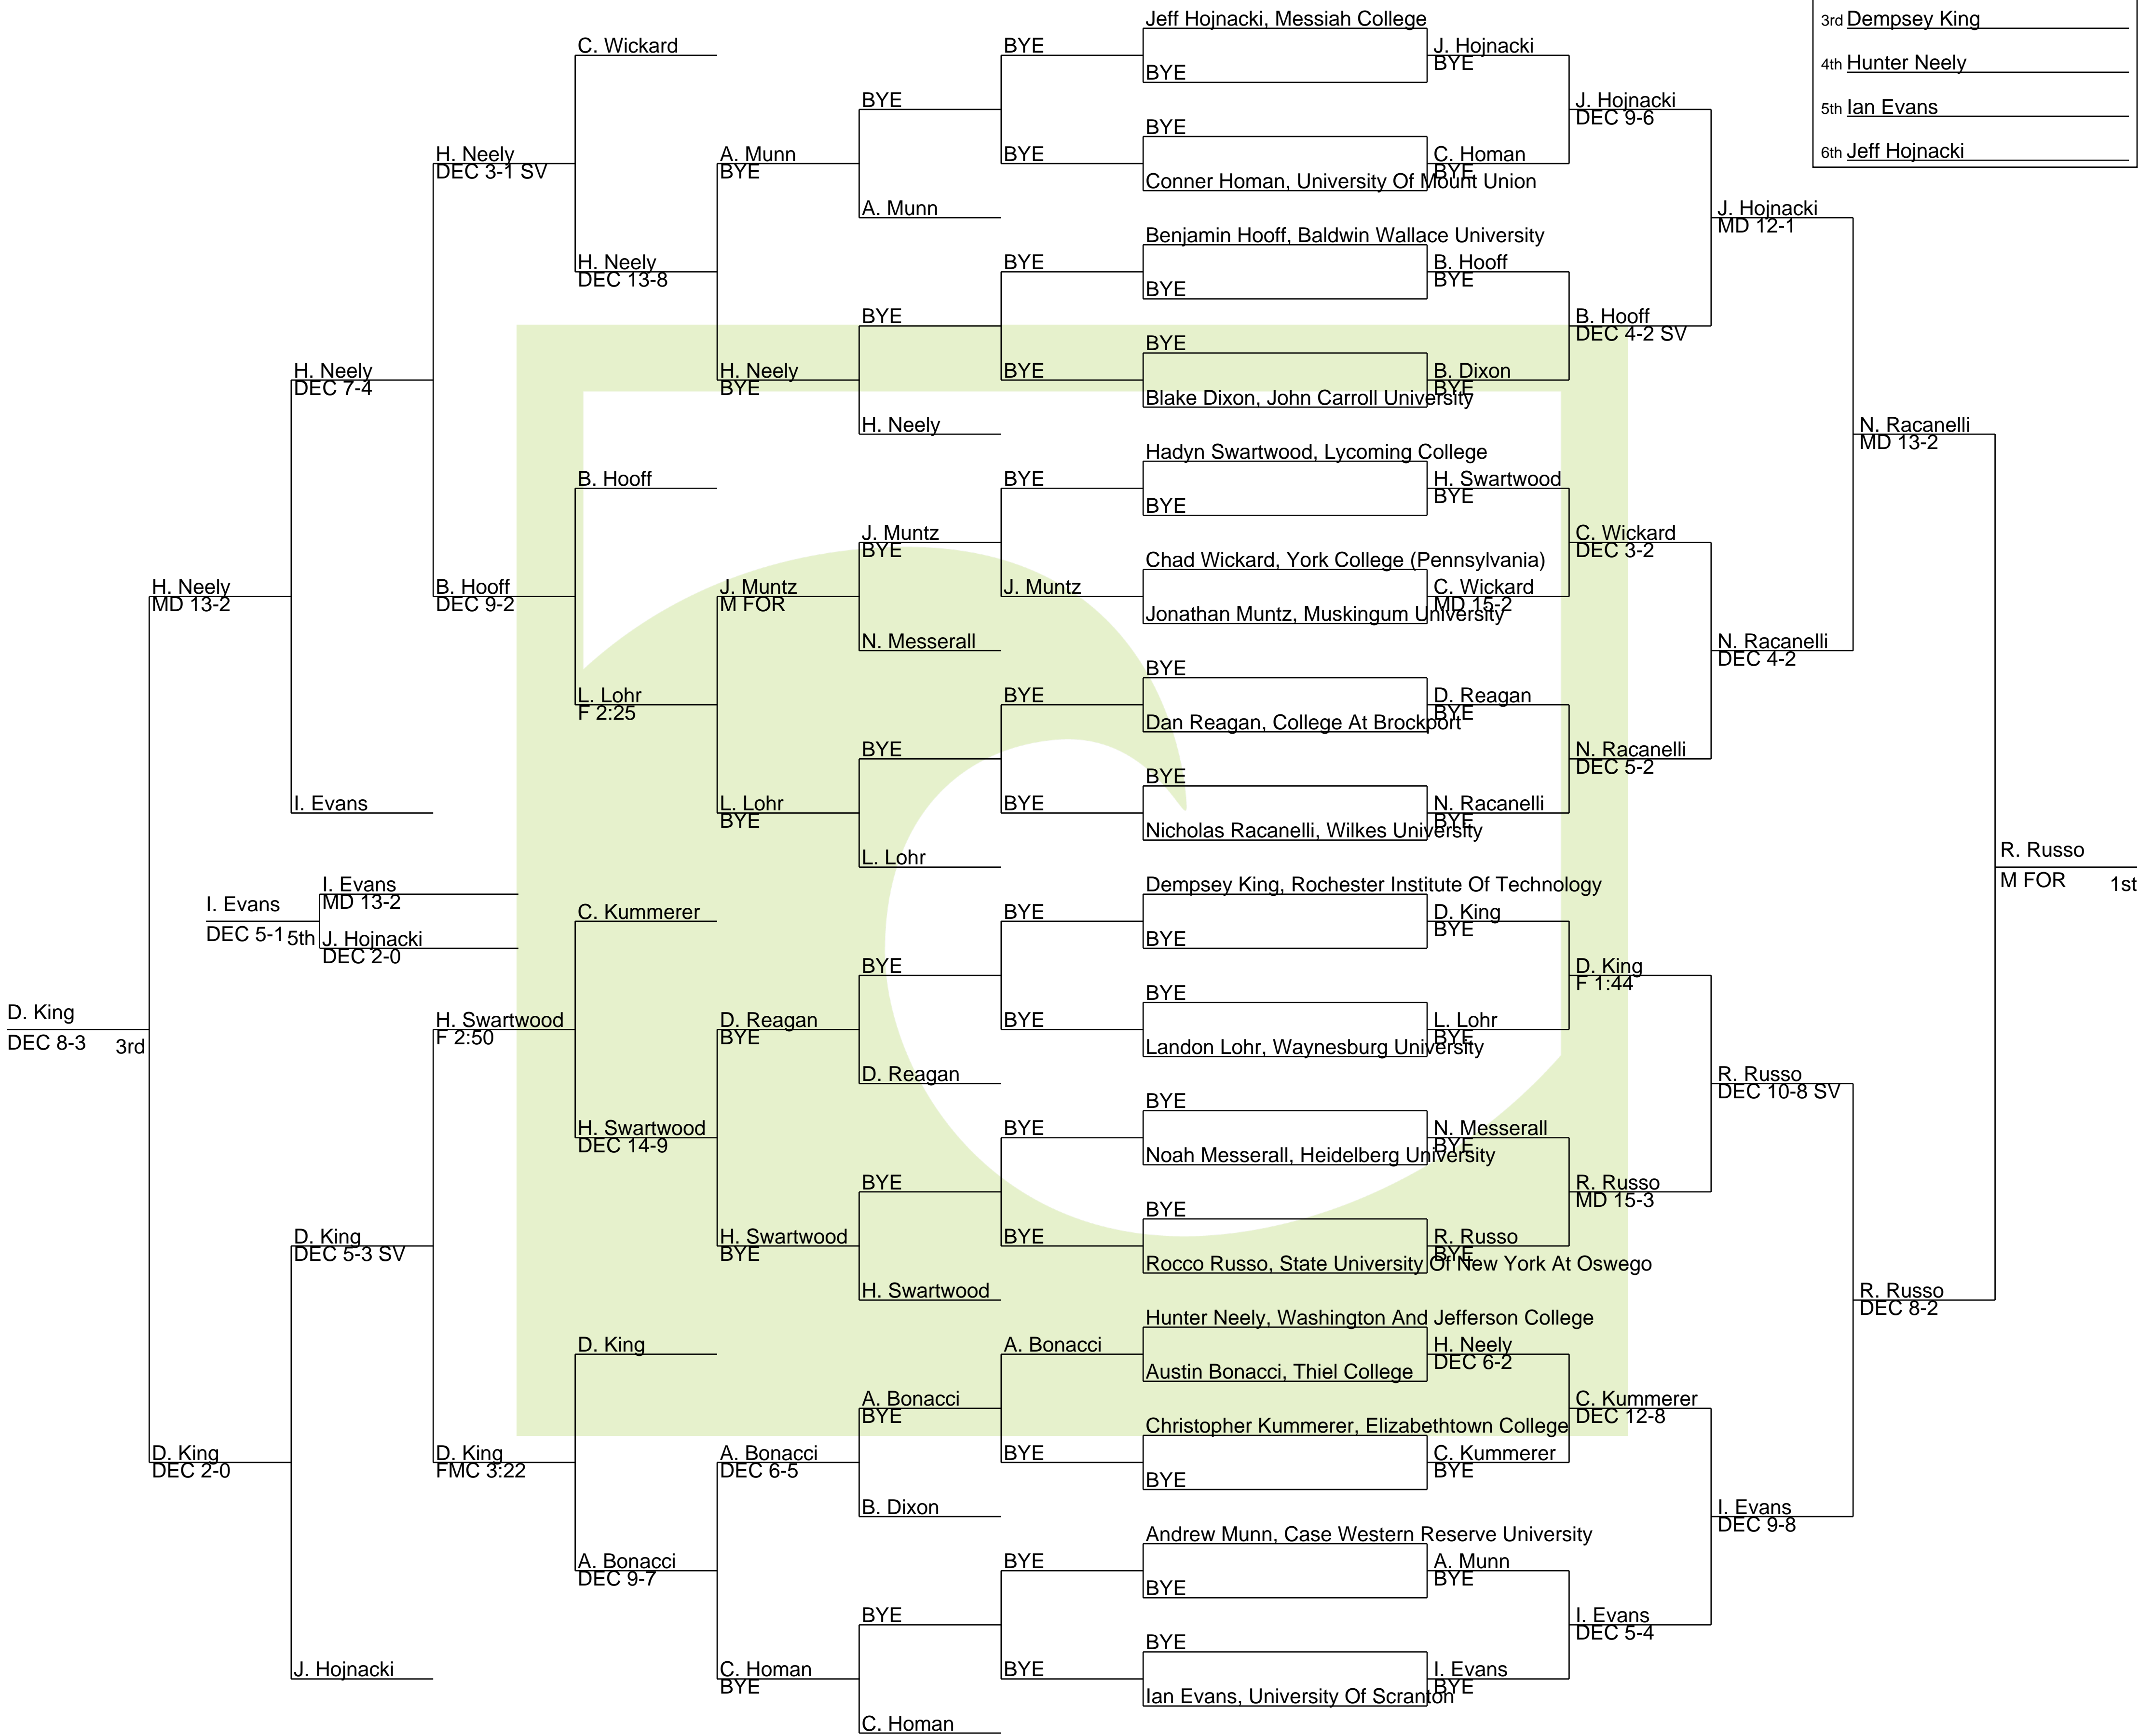 3rd Dempsey King
4th Hunter Neely
5th Ian Evans
6th Jeff Hojnacki
D. King
DEC 8-3 3rd
H. Neely
MD 13-2
D. King
DEC 2-0
I. Evans
DEC 5-1 5th
H. Neely
DEC 7-4
I. Evans
I. Evans
MD 13-2
J. Hojnacki
DEC 2-0
D. King
DEC 5-3 SV
J. Hojnacki
H. Neely
DEC 3-1 SV
B. Hooff
DEC 9-2
H. Swartwood
F 2:50
D. King
FMC 3:22
C. Wickard
H. Neely
DEC 13-8
B. Hooff
L. Lohr
F 2:25
C. Kummerer
H. Swartwood
DEC 14-9
D. King
A. Bonacci
DEC 9-7
A. Munn
BYE
H. Neely
BYE
J. Muntz
M FOR
L. Lohr
BYE
D. Reagan
BYE
H. Swartwood
BYE
A. Bonacci
DEC 6-5
C. Homan
BYE
BYE
A. Munn
BYE
H. Neely
J. Muntz
BYE
N. Messerall
BYE
L. Lohr
BYE
D. Reagan
BYE
H. Swartwood
A. Bonacci
BYE
B. Dixon
BYE
C. Homan
BYE
BYE
BYE
BYE
BYE
J. Muntz
BYE
BYE
BYE
BYE
BYE
BYE
A. Bonacci
BYE
BYE
BYE
Jeff Hojnacki, Messiah College
BYE
BYE
Conner Homan, University Of Mount Union
Benjamin Hooff, Baldwin Wallace University
BYE
BYE
Blake Dixon, John Carroll University
Hadyn Swartwood, Lycoming College
BYE
Chad Wickard, York College (Pennsylvania)
Jonathan Muntz, Muskingum University
BYE
Dan Reagan, College At Brockport
BYE
Nicholas Racanelli, Wilkes University
Dempsey King, Rochester Institute Of Technology
BYE
BYE
Landon Lohr, Waynesburg University
BYE
Noah Messerall, Heidelberg University
BYE
Rocco Russo, State University Of New York At Oswego
Hunter Neely, Washington And Jefferson College
Austin Bonacci, Thiel College
Christopher Kummerer, Elizabethtown College
BYE
Andrew Munn, Case Western Reserve University
BYE
BYE
Ian Evans, University Of Scranton
J. Hojnacki
BYE
C. Homan
BYE
B. Hooff
BYE
B. Dixon
BYE
H. Swartwood
BYE
C. Wickard
MD 15-2
D. Reagan
BYE
N. Racanelli
BYE
D. King
BYE
L. Lohr
BYE
N. Messerall
BYE
R. Russo
BYE
H. Neely
DEC 6-2
C. Kummerer
BYE
A. Munn
BYE
I. Evans
BYE
J. Hojnacki
DEC 9-6
B. Hooff
DEC 4-2 SV
C. Wickard
DEC 3-2
N. Racanelli
DEC 5-2
D. King
F 1:44
R. Russo
MD 15-3
C. Kummerer
DEC 12-8
I. Evans
DEC 5-4
J. Hojnacki
MD 12-1
N. Racanelli
DEC 4-2
R. Russo
DEC 10-8 SV
I. Evans
DEC 9-8
N. Racanelli
MD 13-2
R. Russo
DEC 8-2
R. Russo
M FOR 1st